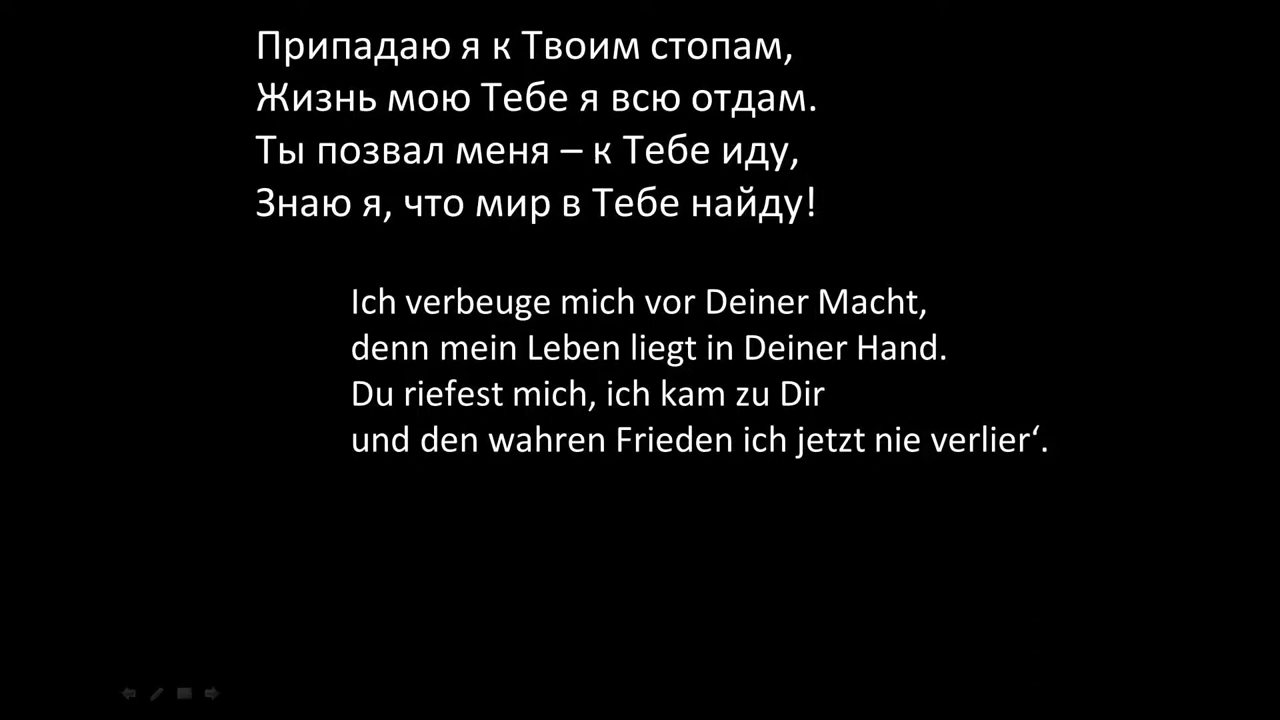 Припадаю я к Твоим стопам,
Жизнь мою Тебе я всю отдам.
Ты позвал меня – к Тебе иду,
Знаю я, что мир в Тебе найду!
Ich verbeuge mich vor Deiner Macht,
denn mein Leben liegt in Deiner Hand.
Du riefest mich, ich kam zu Dir
und den wahren Frieden ich jetzt nie verlier‘.